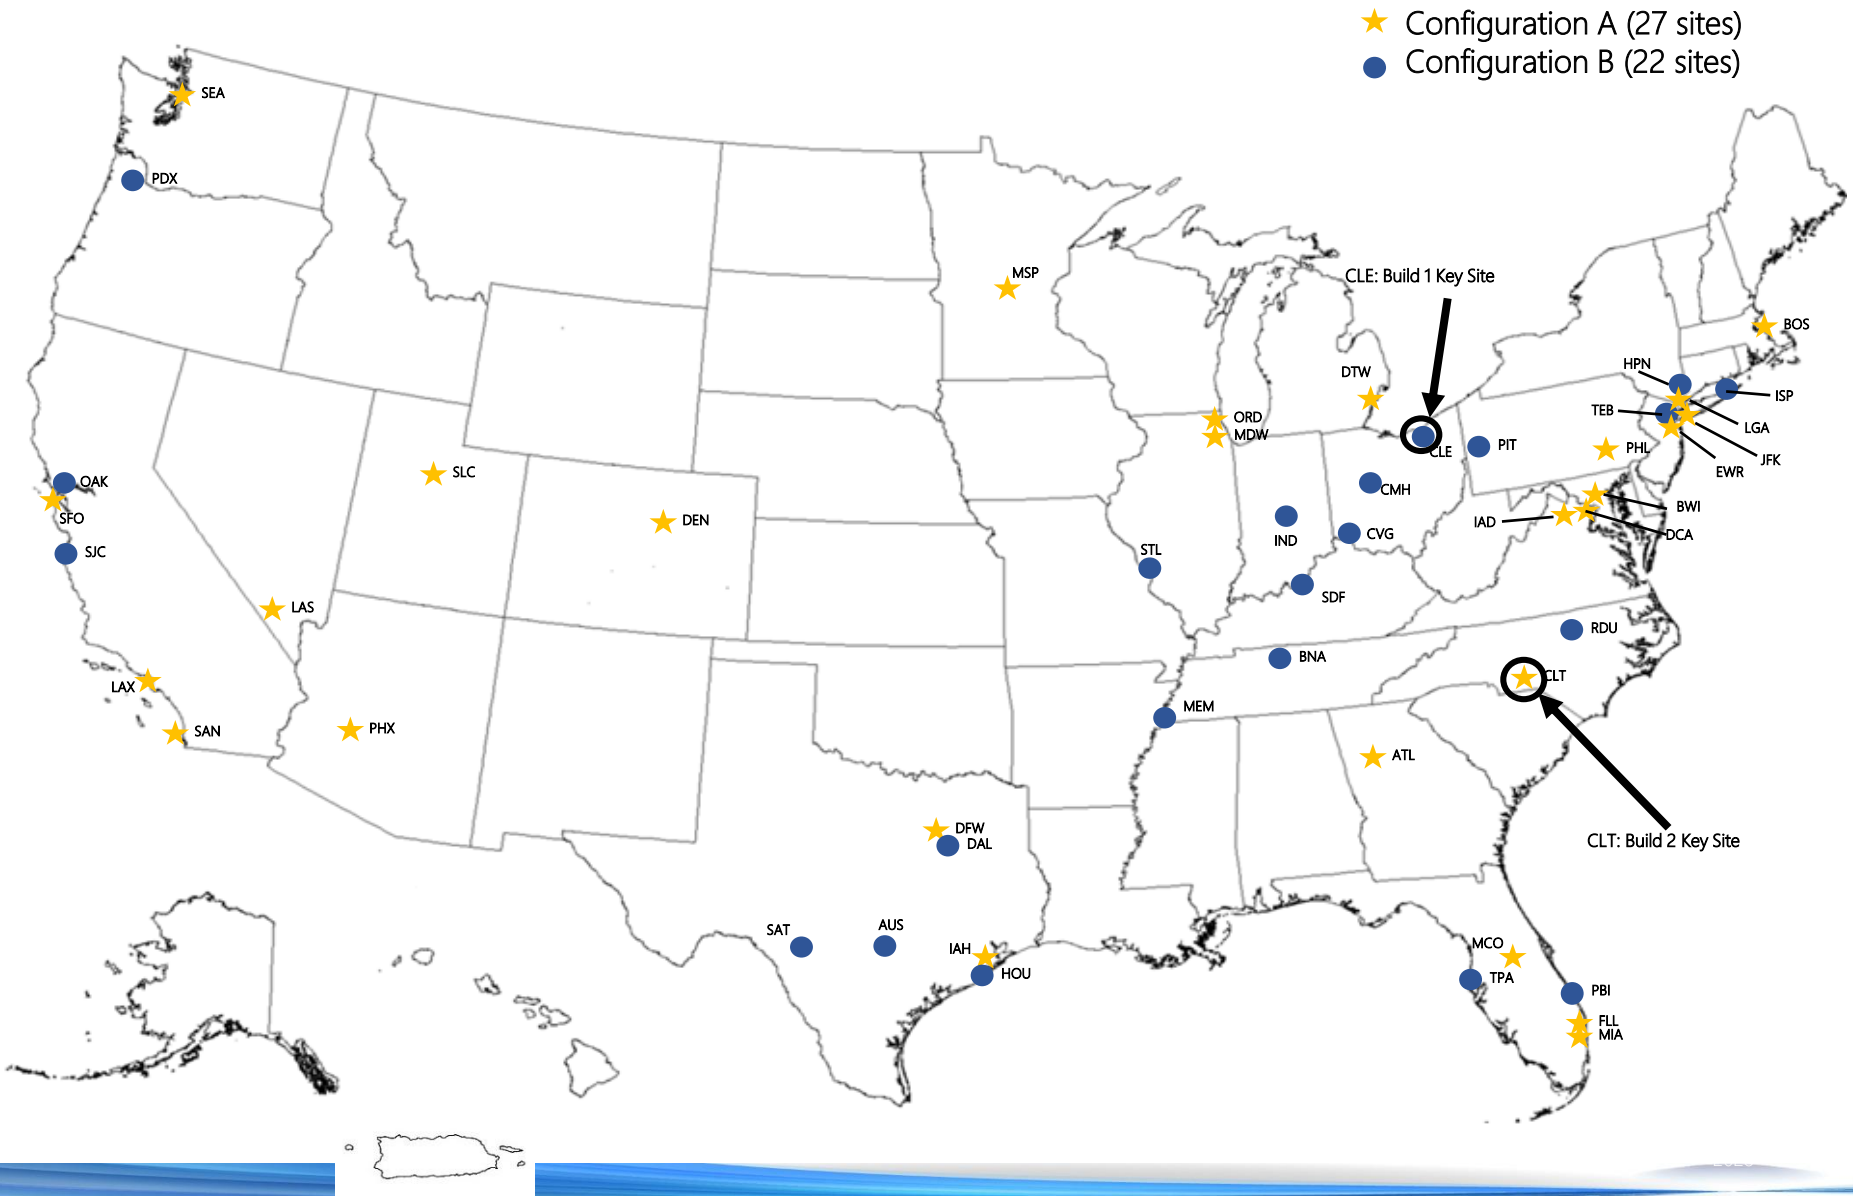 Configuration A (27 sites)
Configuration B (22 sites)
SEA
PDX
MSP
CLE: Build 1 Key Site
BOS
HPN
DTW
ISP
TEB
ORD
LGA
MDW
CLE
PIT
PHL
JFK
EWR
SLC
OAK
CMH
SFO
DEN
IAD
BWI
IND
CVG
DCA
SJC
STL
SDF
LAS
RDU
BNA
CLT
LAX
MEM
SAN
PHX
ATL
DFW
DAL
CLT: Build 2 Key Site
SAT
AUS
IAH
HOU
MCO
TPA
PBI
FLL
MIA